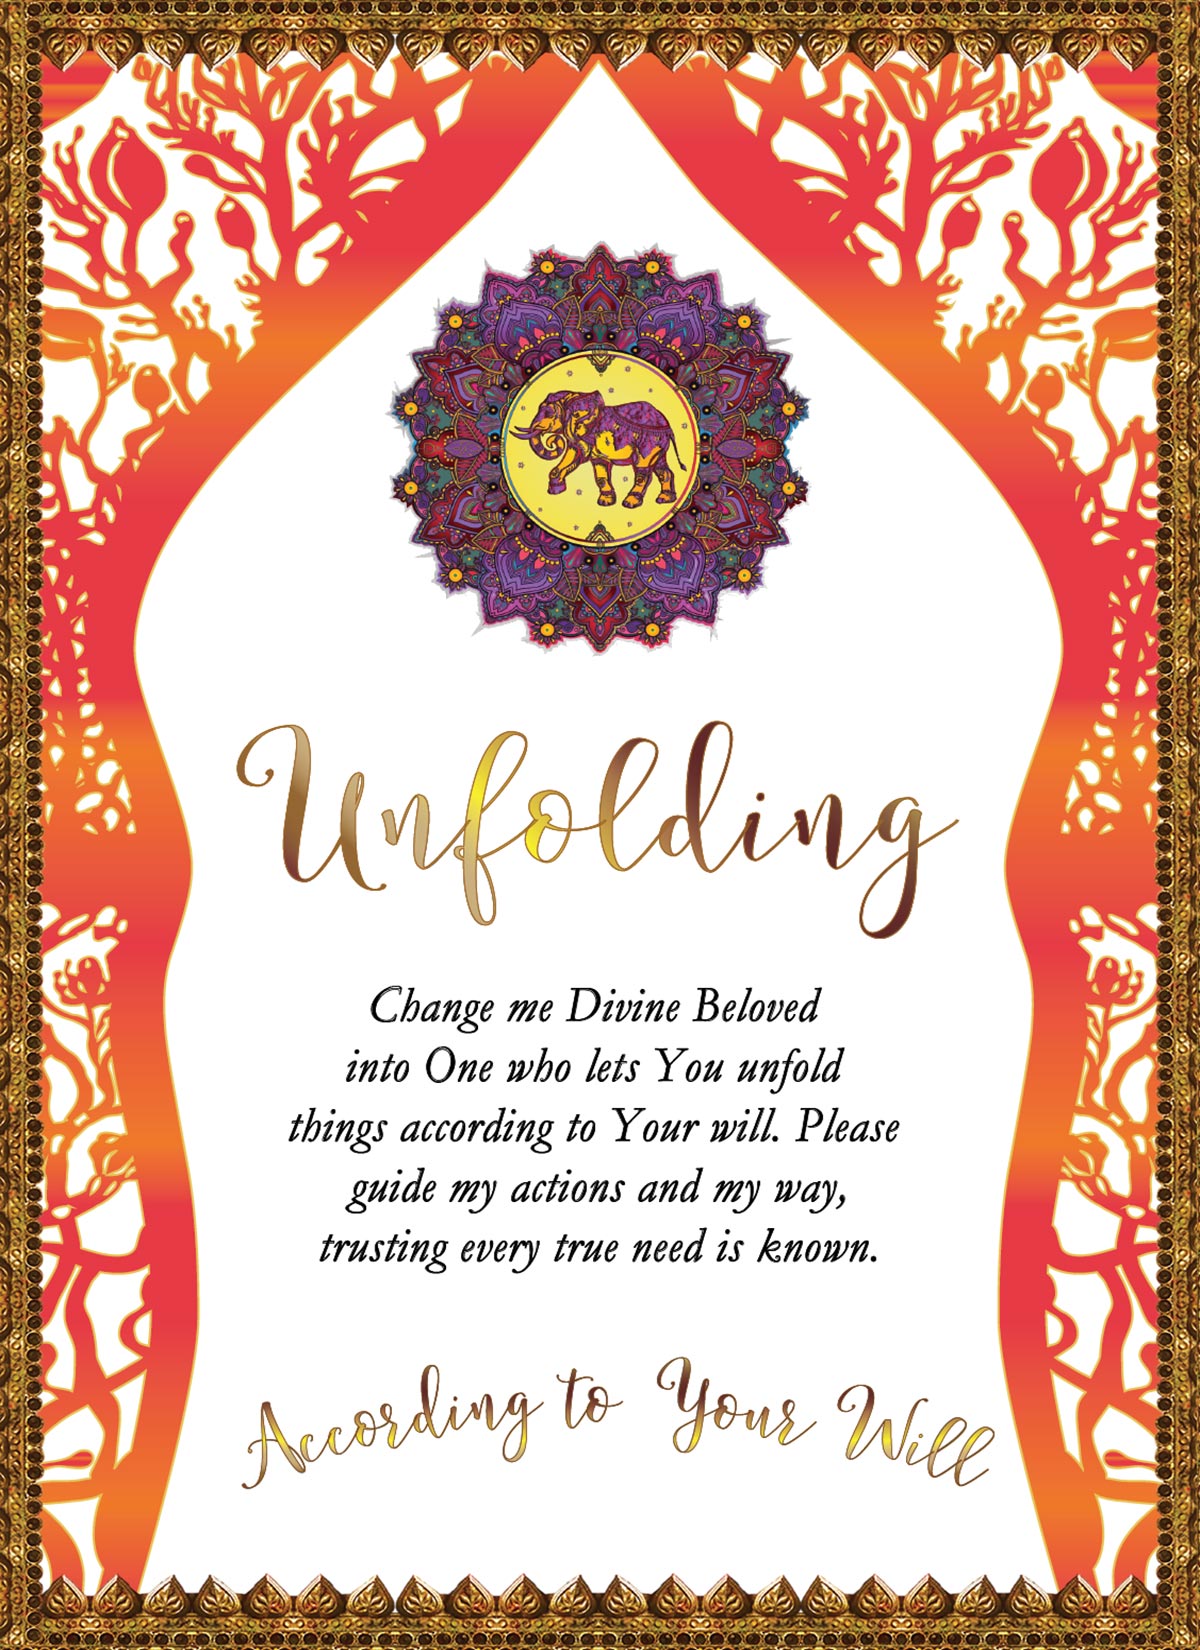 Unfolding
Change me Divine Beloved
into One who lets You unfold
things according to Your will. Please
guide my actions and my way,
trusting every true need is known.
According to Your Will